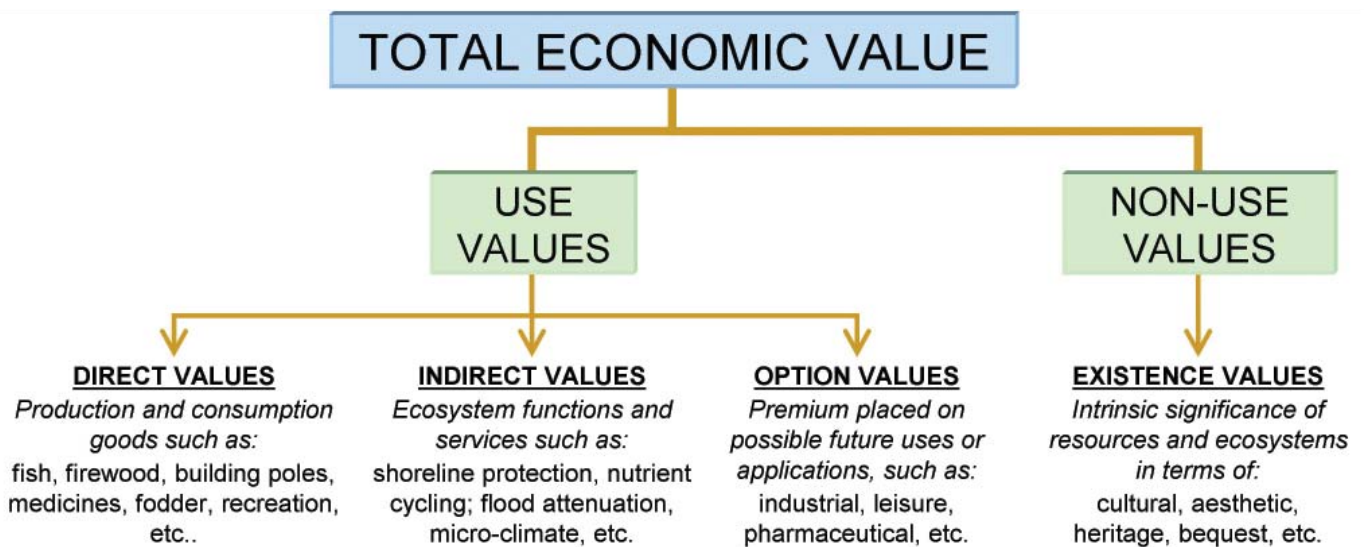 TOTAL ECONOMIC VALUE
USE
VALUES
NON-USE
VALUES
DIRECT VALUES
Production and consumption
goods such as:
fish, firewood, building poles,
medicines, fodder, recreation,
etc..
INDIRECT VALUES
Ecosystem functions and
services such as:
shoreline protection, nutrient
cycling; flood attenuation,
micro-climate, etc.
OPTION VALUES
Premium placed on
possible future uses or
applications, such as:
industrial, leisure,
pharmaceutical, etc.
EXISTENCE VALUES
Intrinsic significance of
resources and ecosystems
in terms of:
cultural, aesthetic,
heritage, bequest, etc.